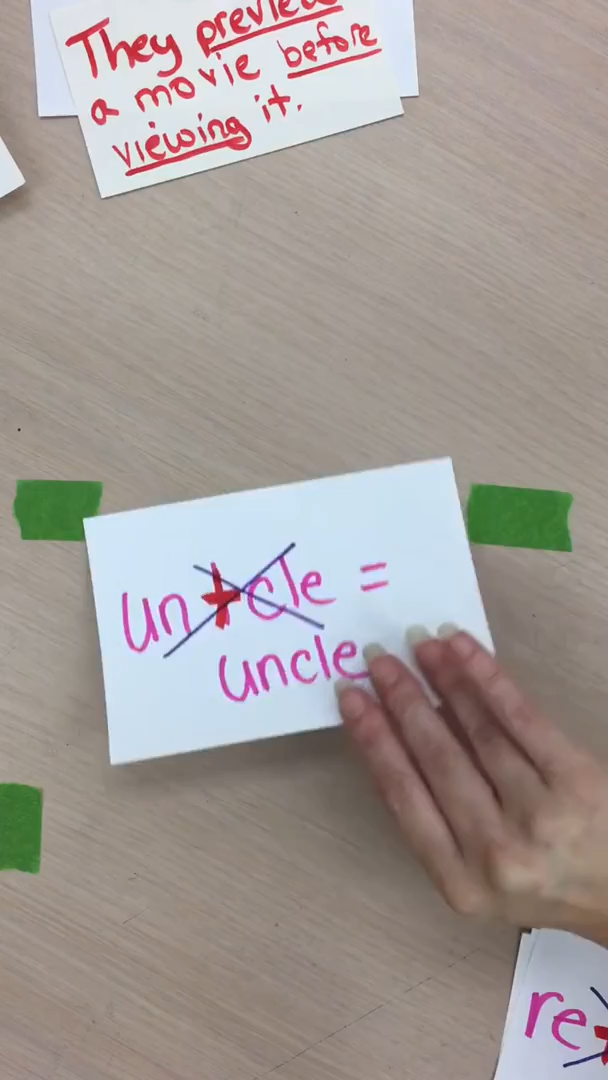 They preview
a movie before
viewing it.
un + cle =
uncle
re +